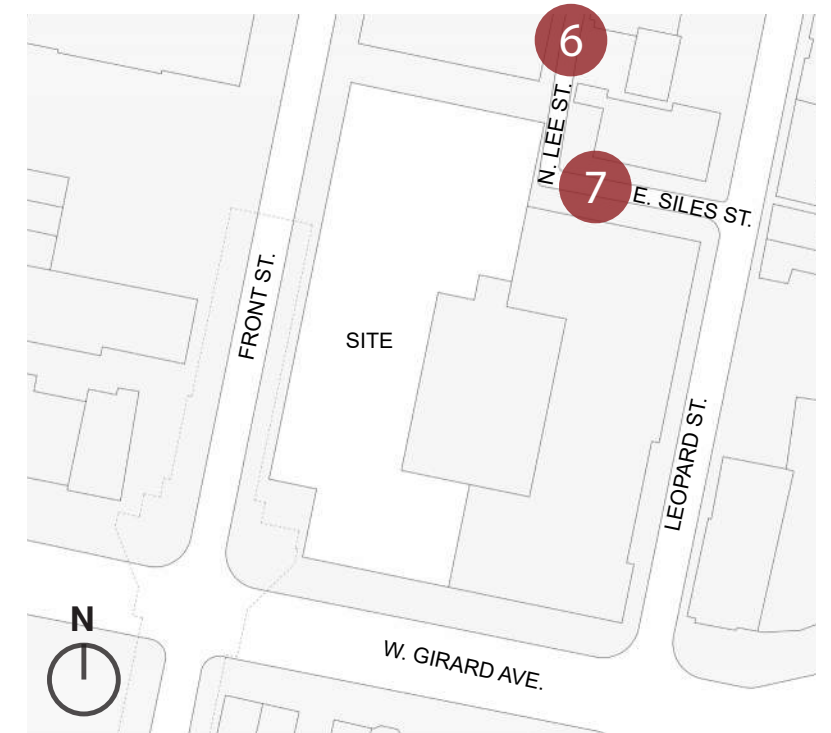 6
N. LEE ST.
7
E. SILES ST.
FRONT ST.
SITE
LEOPARD ST.
N
W. GIRARD AVE.